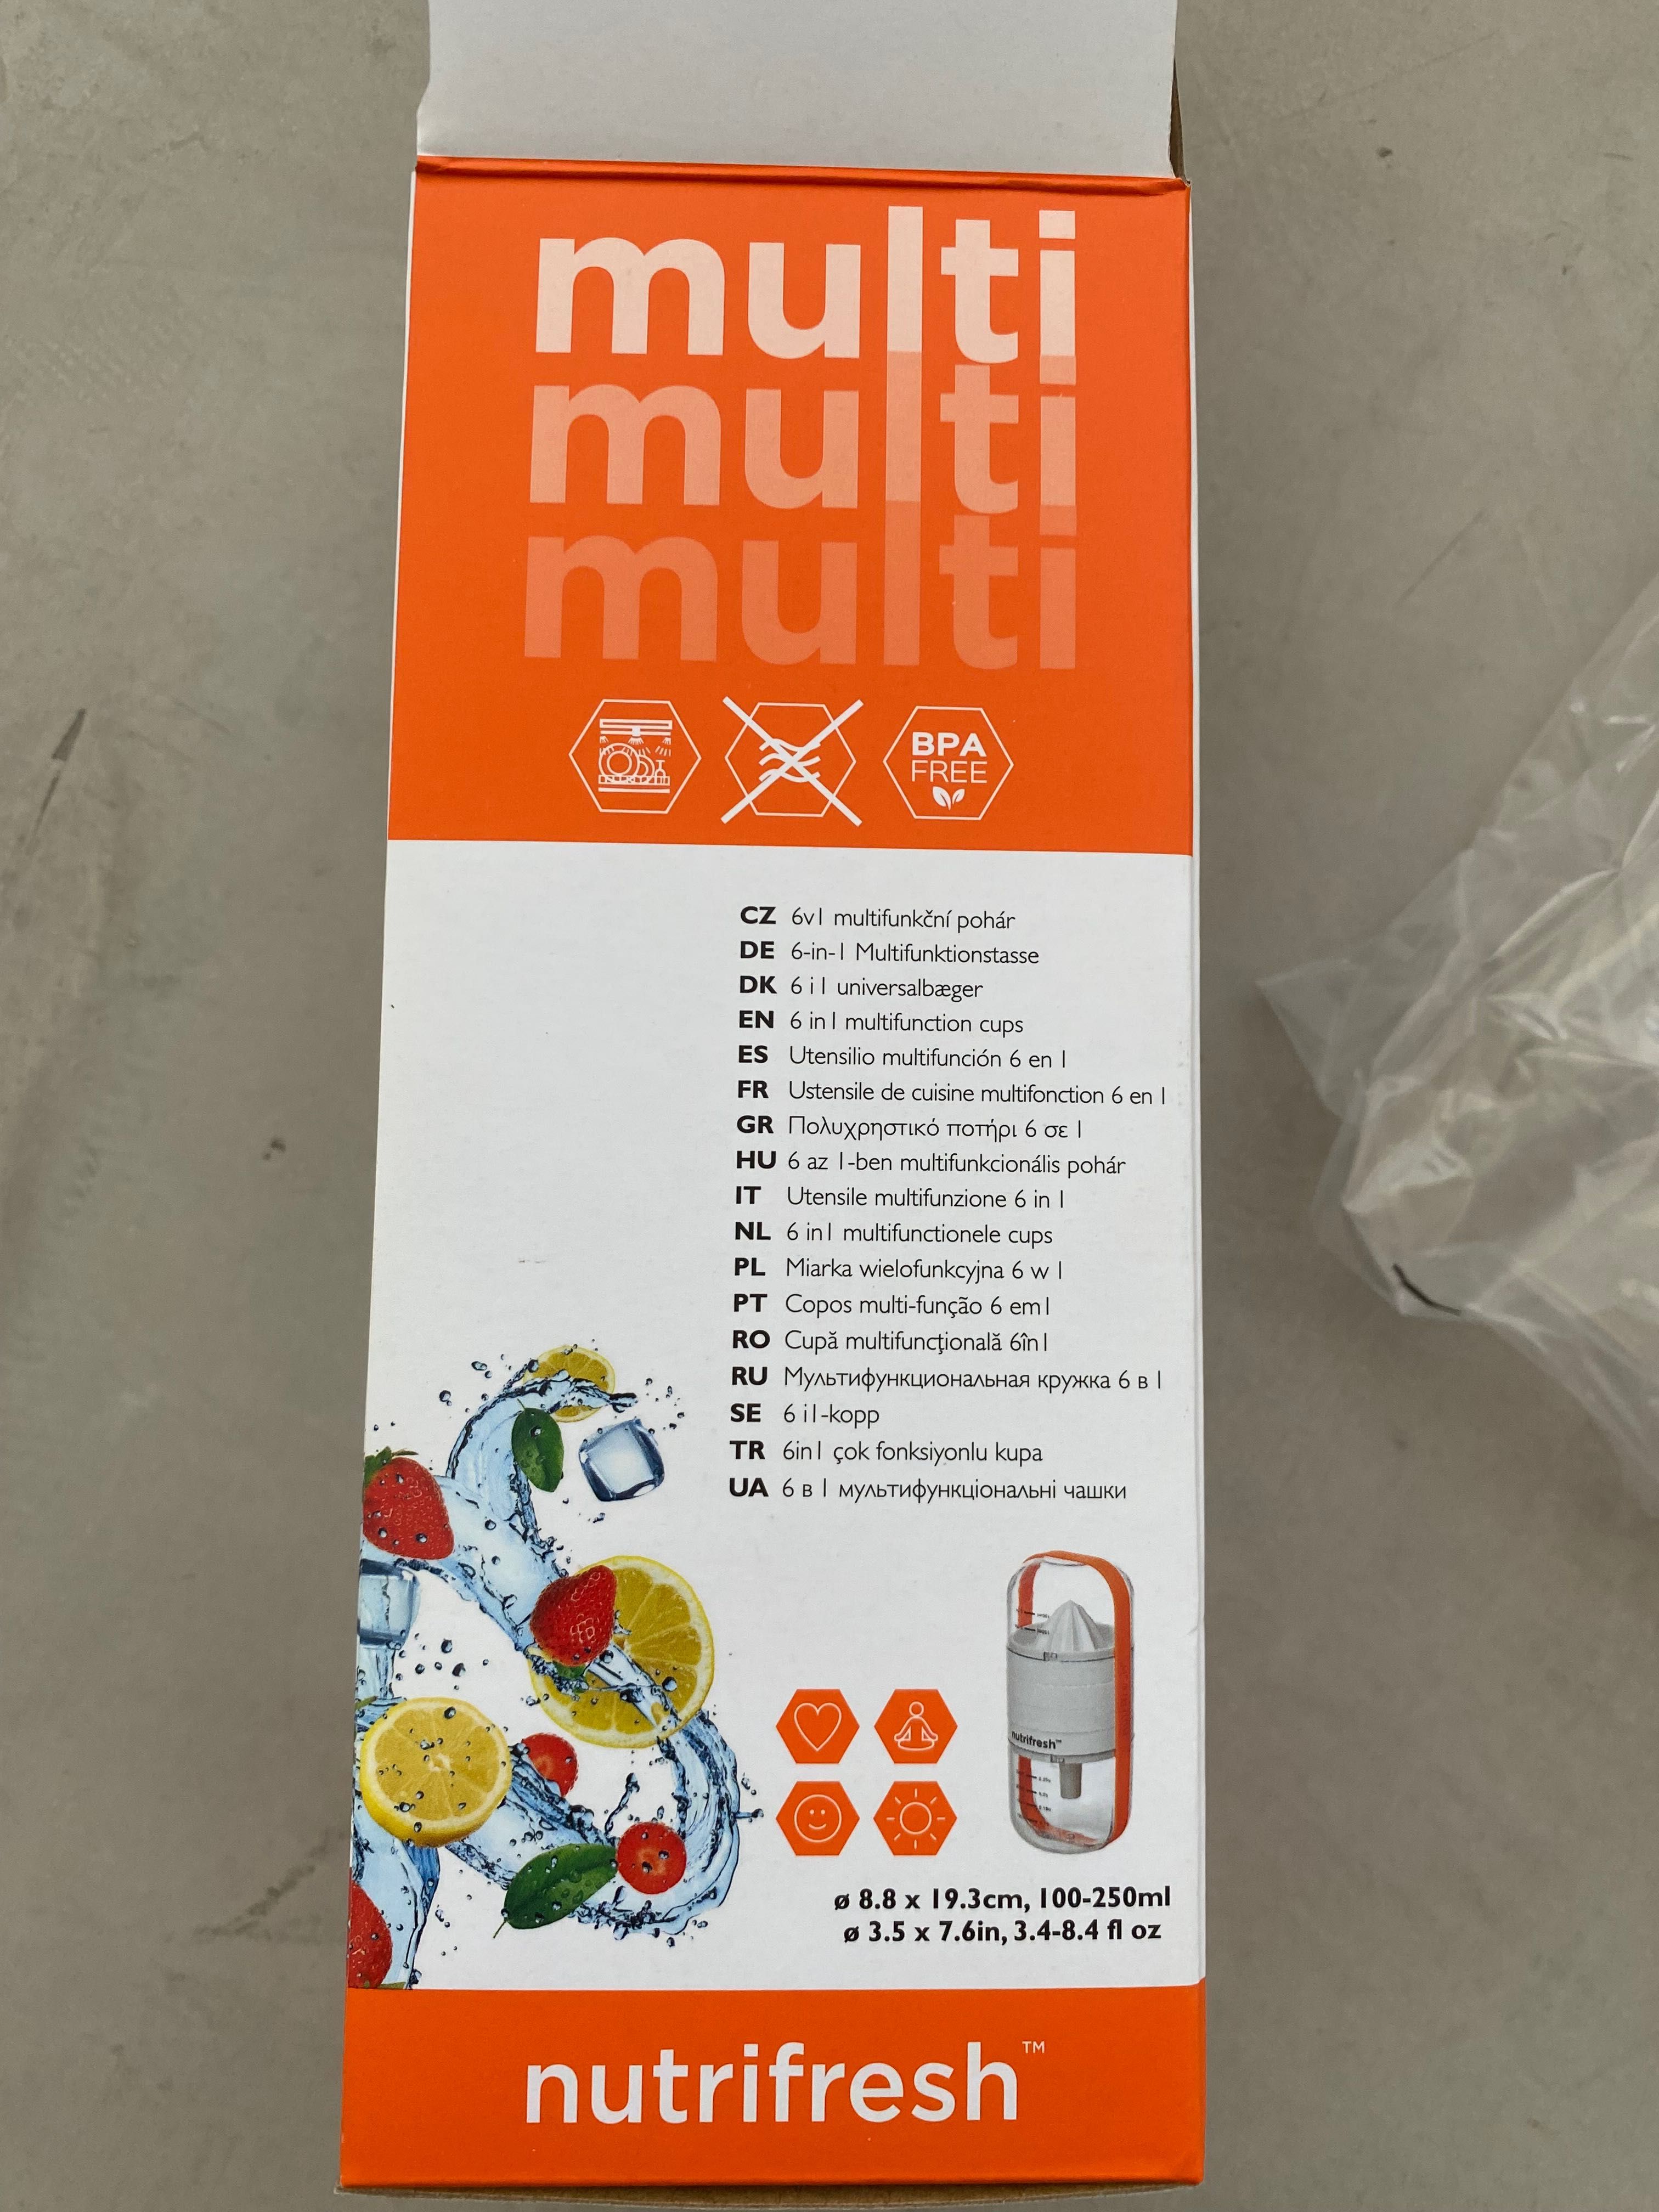 multi
multi
multi
BPA
FREE
CZ 6v1 multifunkční pohár
DE 6-in-1 Multifunktionstasse
DK 6 i 1 universalbæger
EN 6 in 1 multifunction cups
ES Utensilio multifunción 6 en 1
FR Ustensile de cuisine multifonction 6 en 1
GR Πολυχρηστικό ποτήρι 6 σε 1
HU 6 az 1-ben multifunkcionális pohár
IT Utensile multifunzione 6 in 1
NL 6 in 1 multifunctionele cups
PL Miarka wielofunkcyjna 6 w 1
PT Copos multi-função 6 em 1
RO Cupă multifuncţională 6în1
RU Мультифункциональная кружка 6 в 1
SE 6 i1-kopp
TR 6in1 çok fonksiyonlu kupa
UA 6 в 1 мультифункціональні чашки
nutrifresh™
ø 8.8 x 19.3cm, 100-250ml
ø 3.5 x 7.6in, 3.4-8.4 fl oz
nutrifresh™